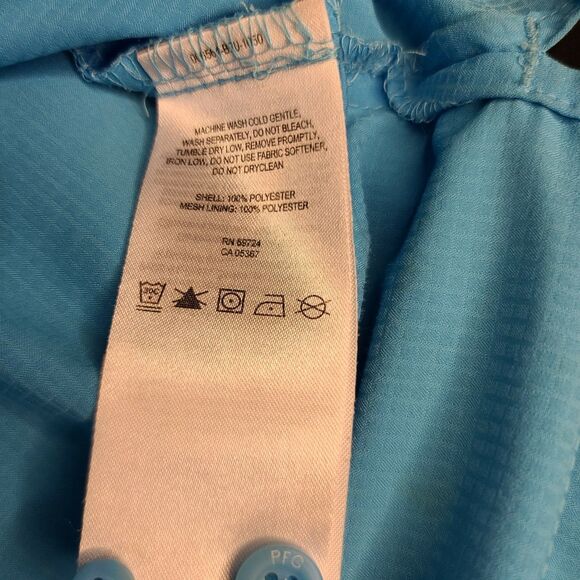 MACHINE WASH COLD GENTLE,
WASH SEPARATELY, DO NOT BLEACH,
TUMBLE DRY LOW, REMOVE PROMPTLY,
IRON LOW, DO NOT USE FABRIC SOFTENER,
DO NOT DRYCLEAN
SHELL: 100% POLYESTER
MESH LINING: 100% POLYESTER
RN 69724
CA 05367
30C
PFG